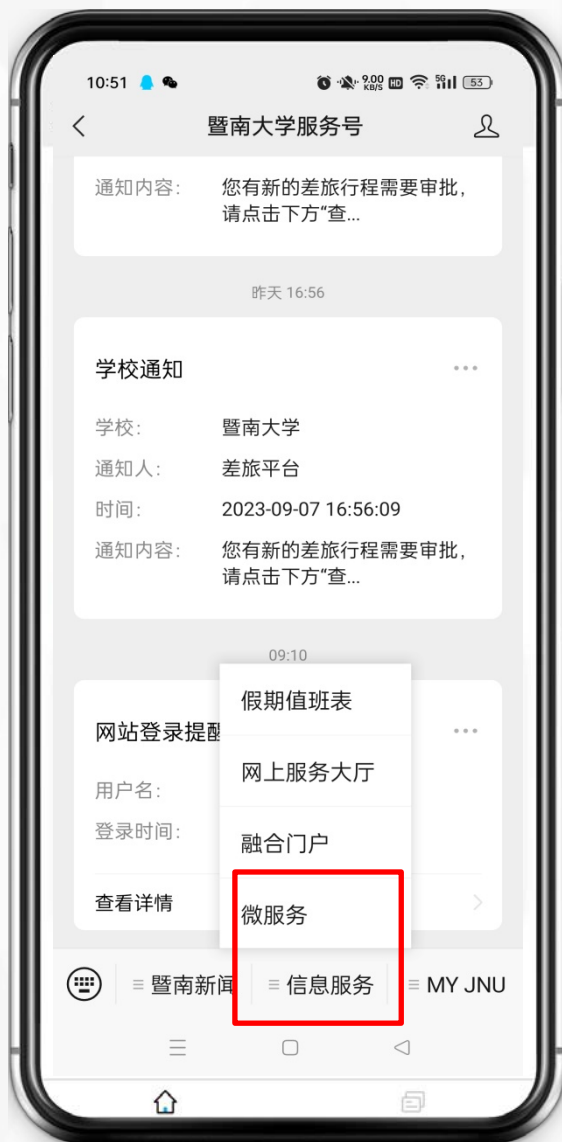 10:51 9.00 KB/S HD 5G 53
暨南大学服务号
通知内容: 您有新的差旅行程需要审批,
请点击下方“查...
昨天 16:56
学校通知
学校: 暨南大学
通知人: 差旅平台
时间: 2023-09-07 16:56:09
通知内容: 您有新的差旅行程需要审批,
请点击下方“查...
09:10
假期值班表
网站登录提醒
网上服务大厅
用户名:
登录时间:
融合门户
查看详情
微服务
暨南新闻 信息服务 MY JNU